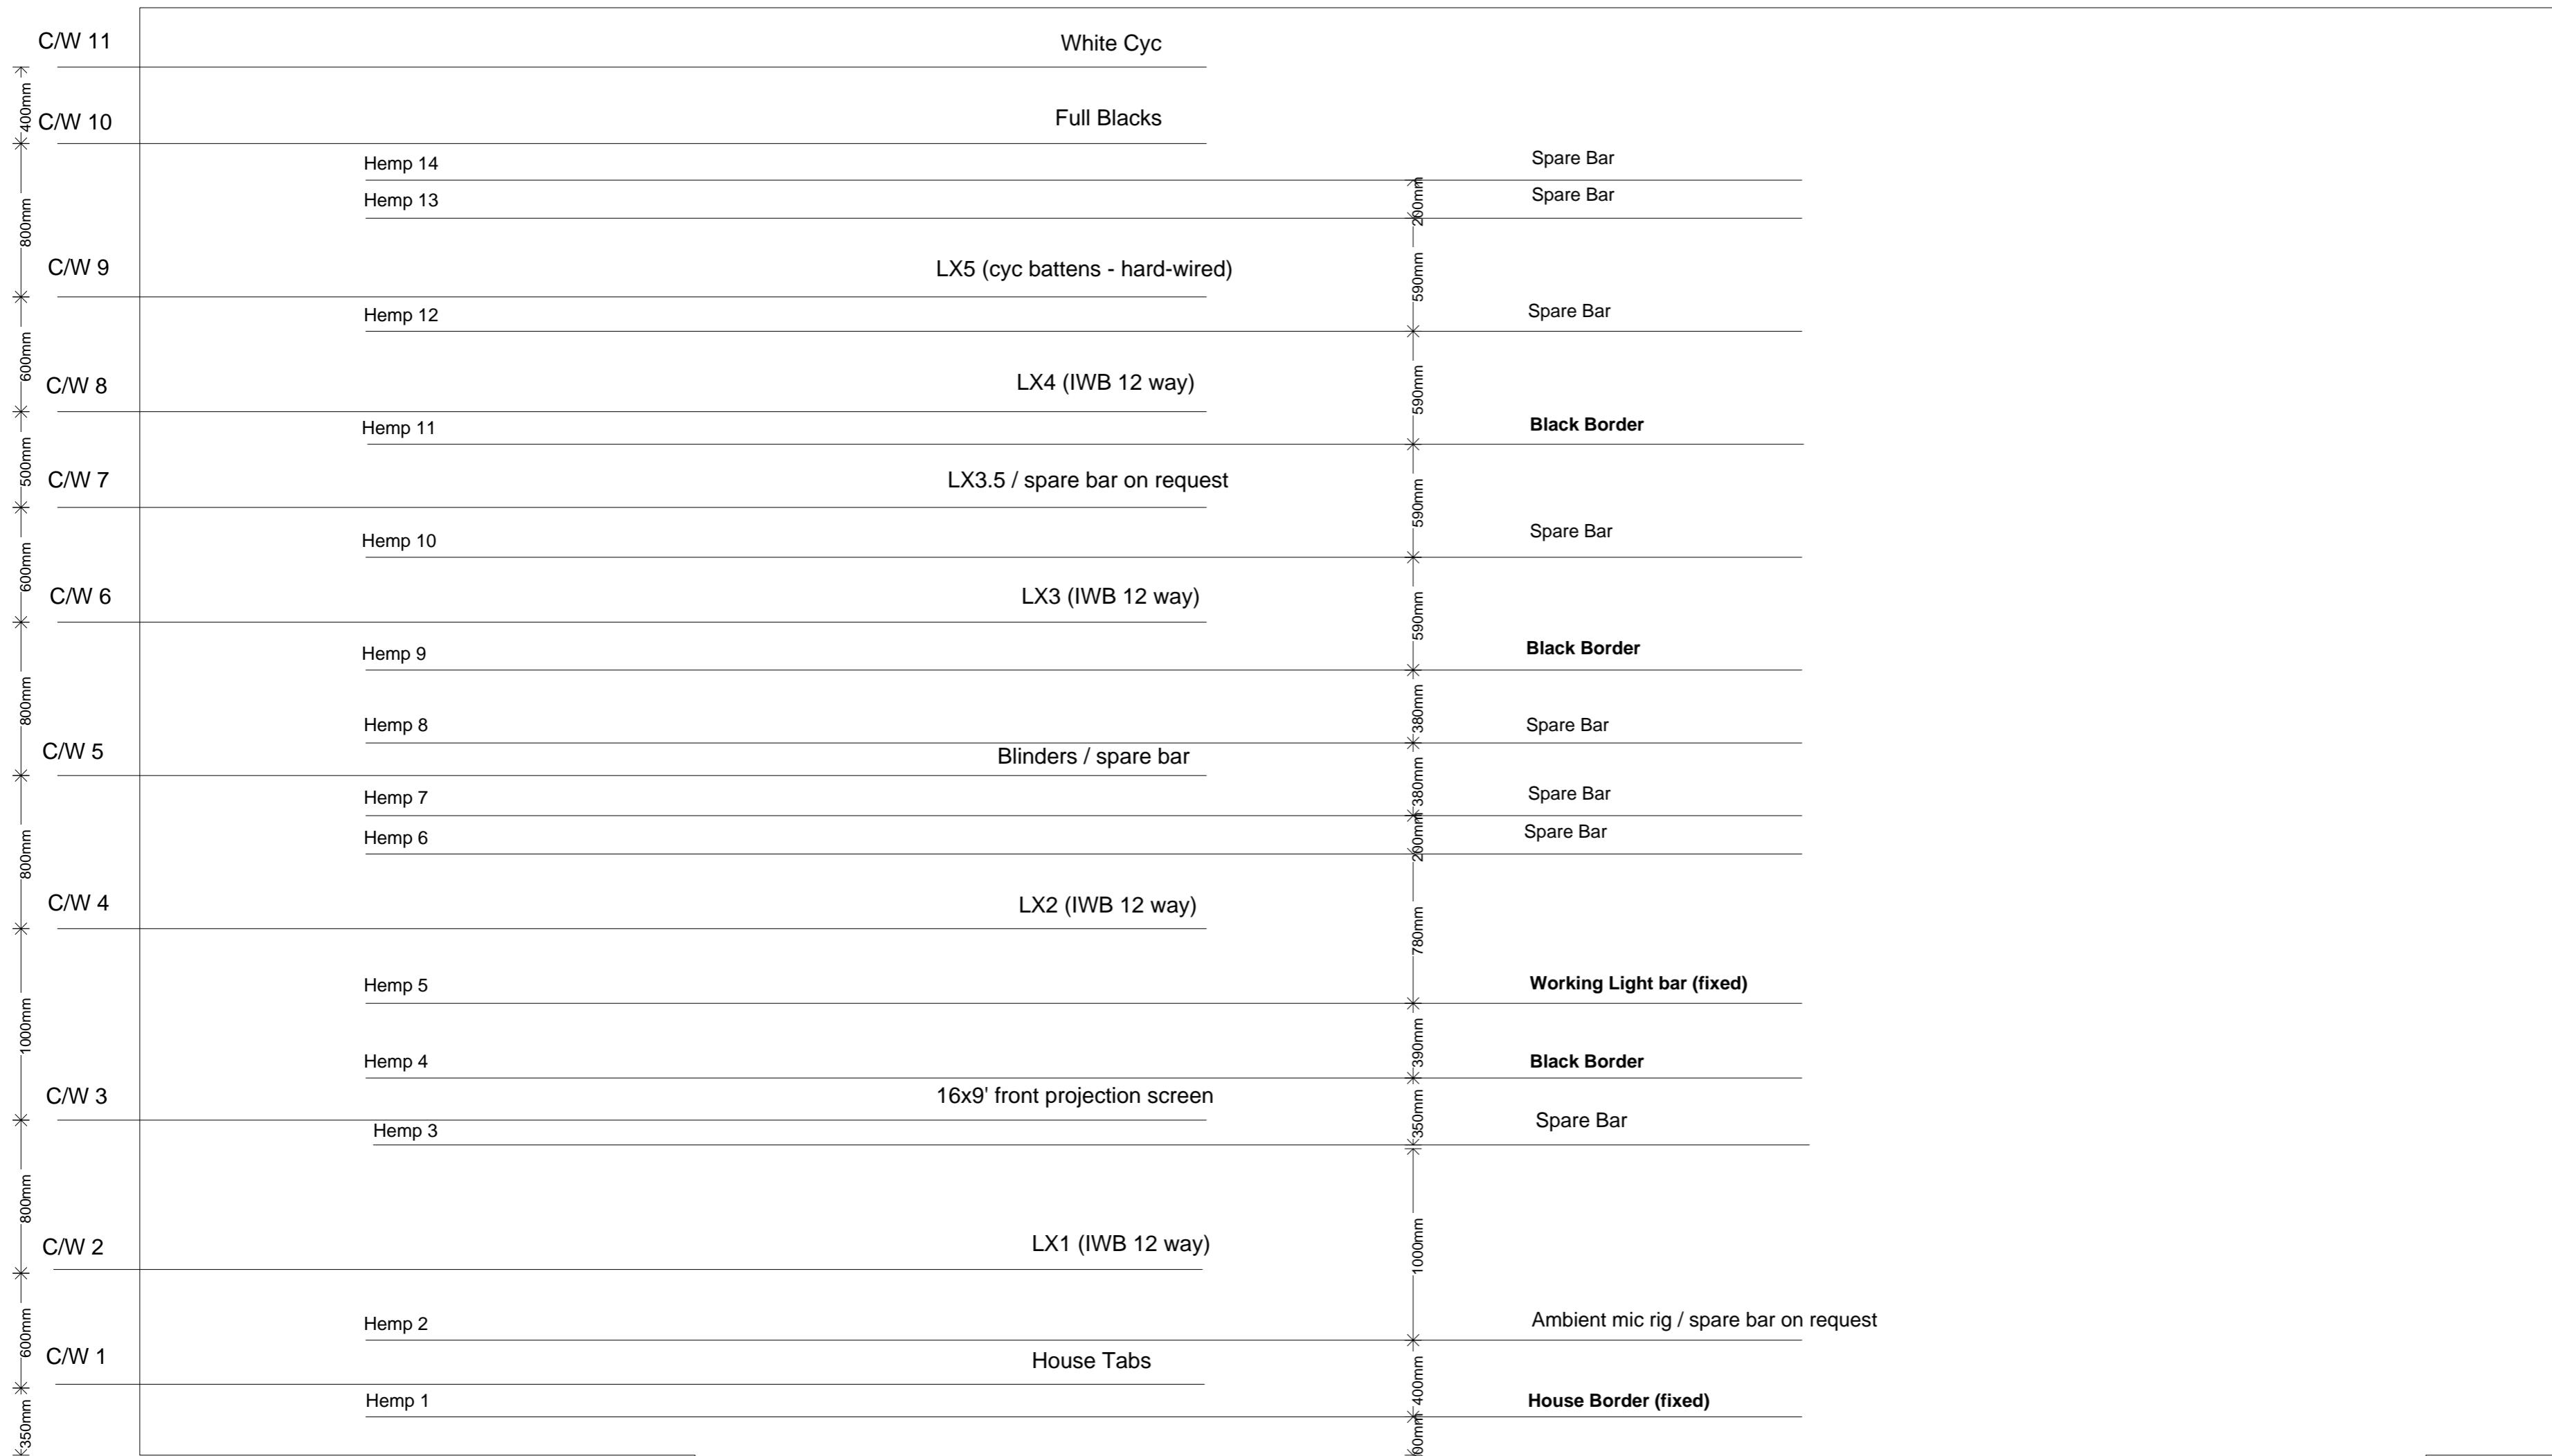 C/W 11
White Cyc
400mm
C/W 10
Full Blacks
Hemp 14
Spare Bar
200mm
Hemp 13
Spare Bar
800mm
590mm
C/W 9
LX5 (cyc battens - hard-wired)
Hemp 12
Spare Bar
600mm
590mm
C/W 8
LX4 (IWB 12 way)
Hemp 11
Black Border
500mm
590mm
C/W 7
LX3.5 / spare bar on request
Hemp 10
Spare Bar
600mm
590mm
C/W 6
LX3 (IWB 12 way)
Hemp 9
Black Border
800mm
380mm
Hemp 8
Spare Bar
C/W 5
Blinders / spare bar
380mm
Hemp 7
Spare Bar
200mm
Hemp 6
Spare Bar
800mm
780mm
C/W 4
LX2 (IWB 12 way)
Hemp 5
Working Light bar (fixed)
1000mm
390mm
Hemp 4
Black Border
C/W 3
16x9' front projection screen
350mm
Hemp 3
Spare Bar
800mm
1000mm
C/W 2
LX1 (IWB 12 way)
Hemp 2
Ambient mic rig / spare bar on request
600mm
C/W 1
House Tabs
400mm
Hemp 1
House Border (fixed)
350mm